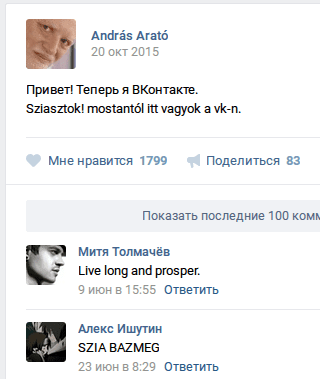 András Arató
20 окт 2015
Привет! Теперь я ВКонтакте.
Sziasztok! mostantól itt vagyok a vk-n.
Мне нравится 1799 Поделиться 83
Показать последние 100 комм
Митя Толмачёв
Live long and prosper.
9 июн в 15:55 Ответить
Алекс Ишутин
SZIA BAZMEG
23 июн в 8:29 Ответить